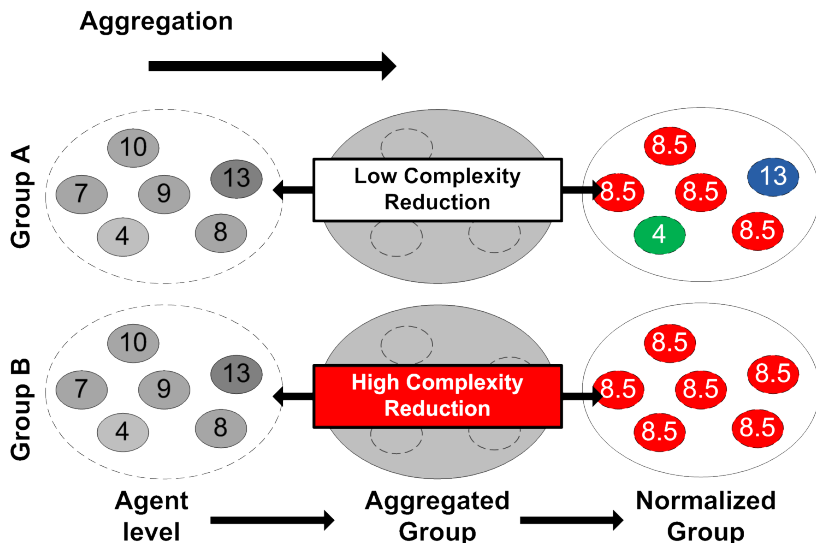 Aggregation
Group A
10
13
7
9
4
8
Low Complexity
Reduction
8.5
13
8.5
8.5
4
8.5
Group B
10
13
7
9
4
8
High Complexity
Reduction
8.5
8.5
8.5
8.5
8.5
8.5
Agent
level
Aggregated
Group
Normalized
Group